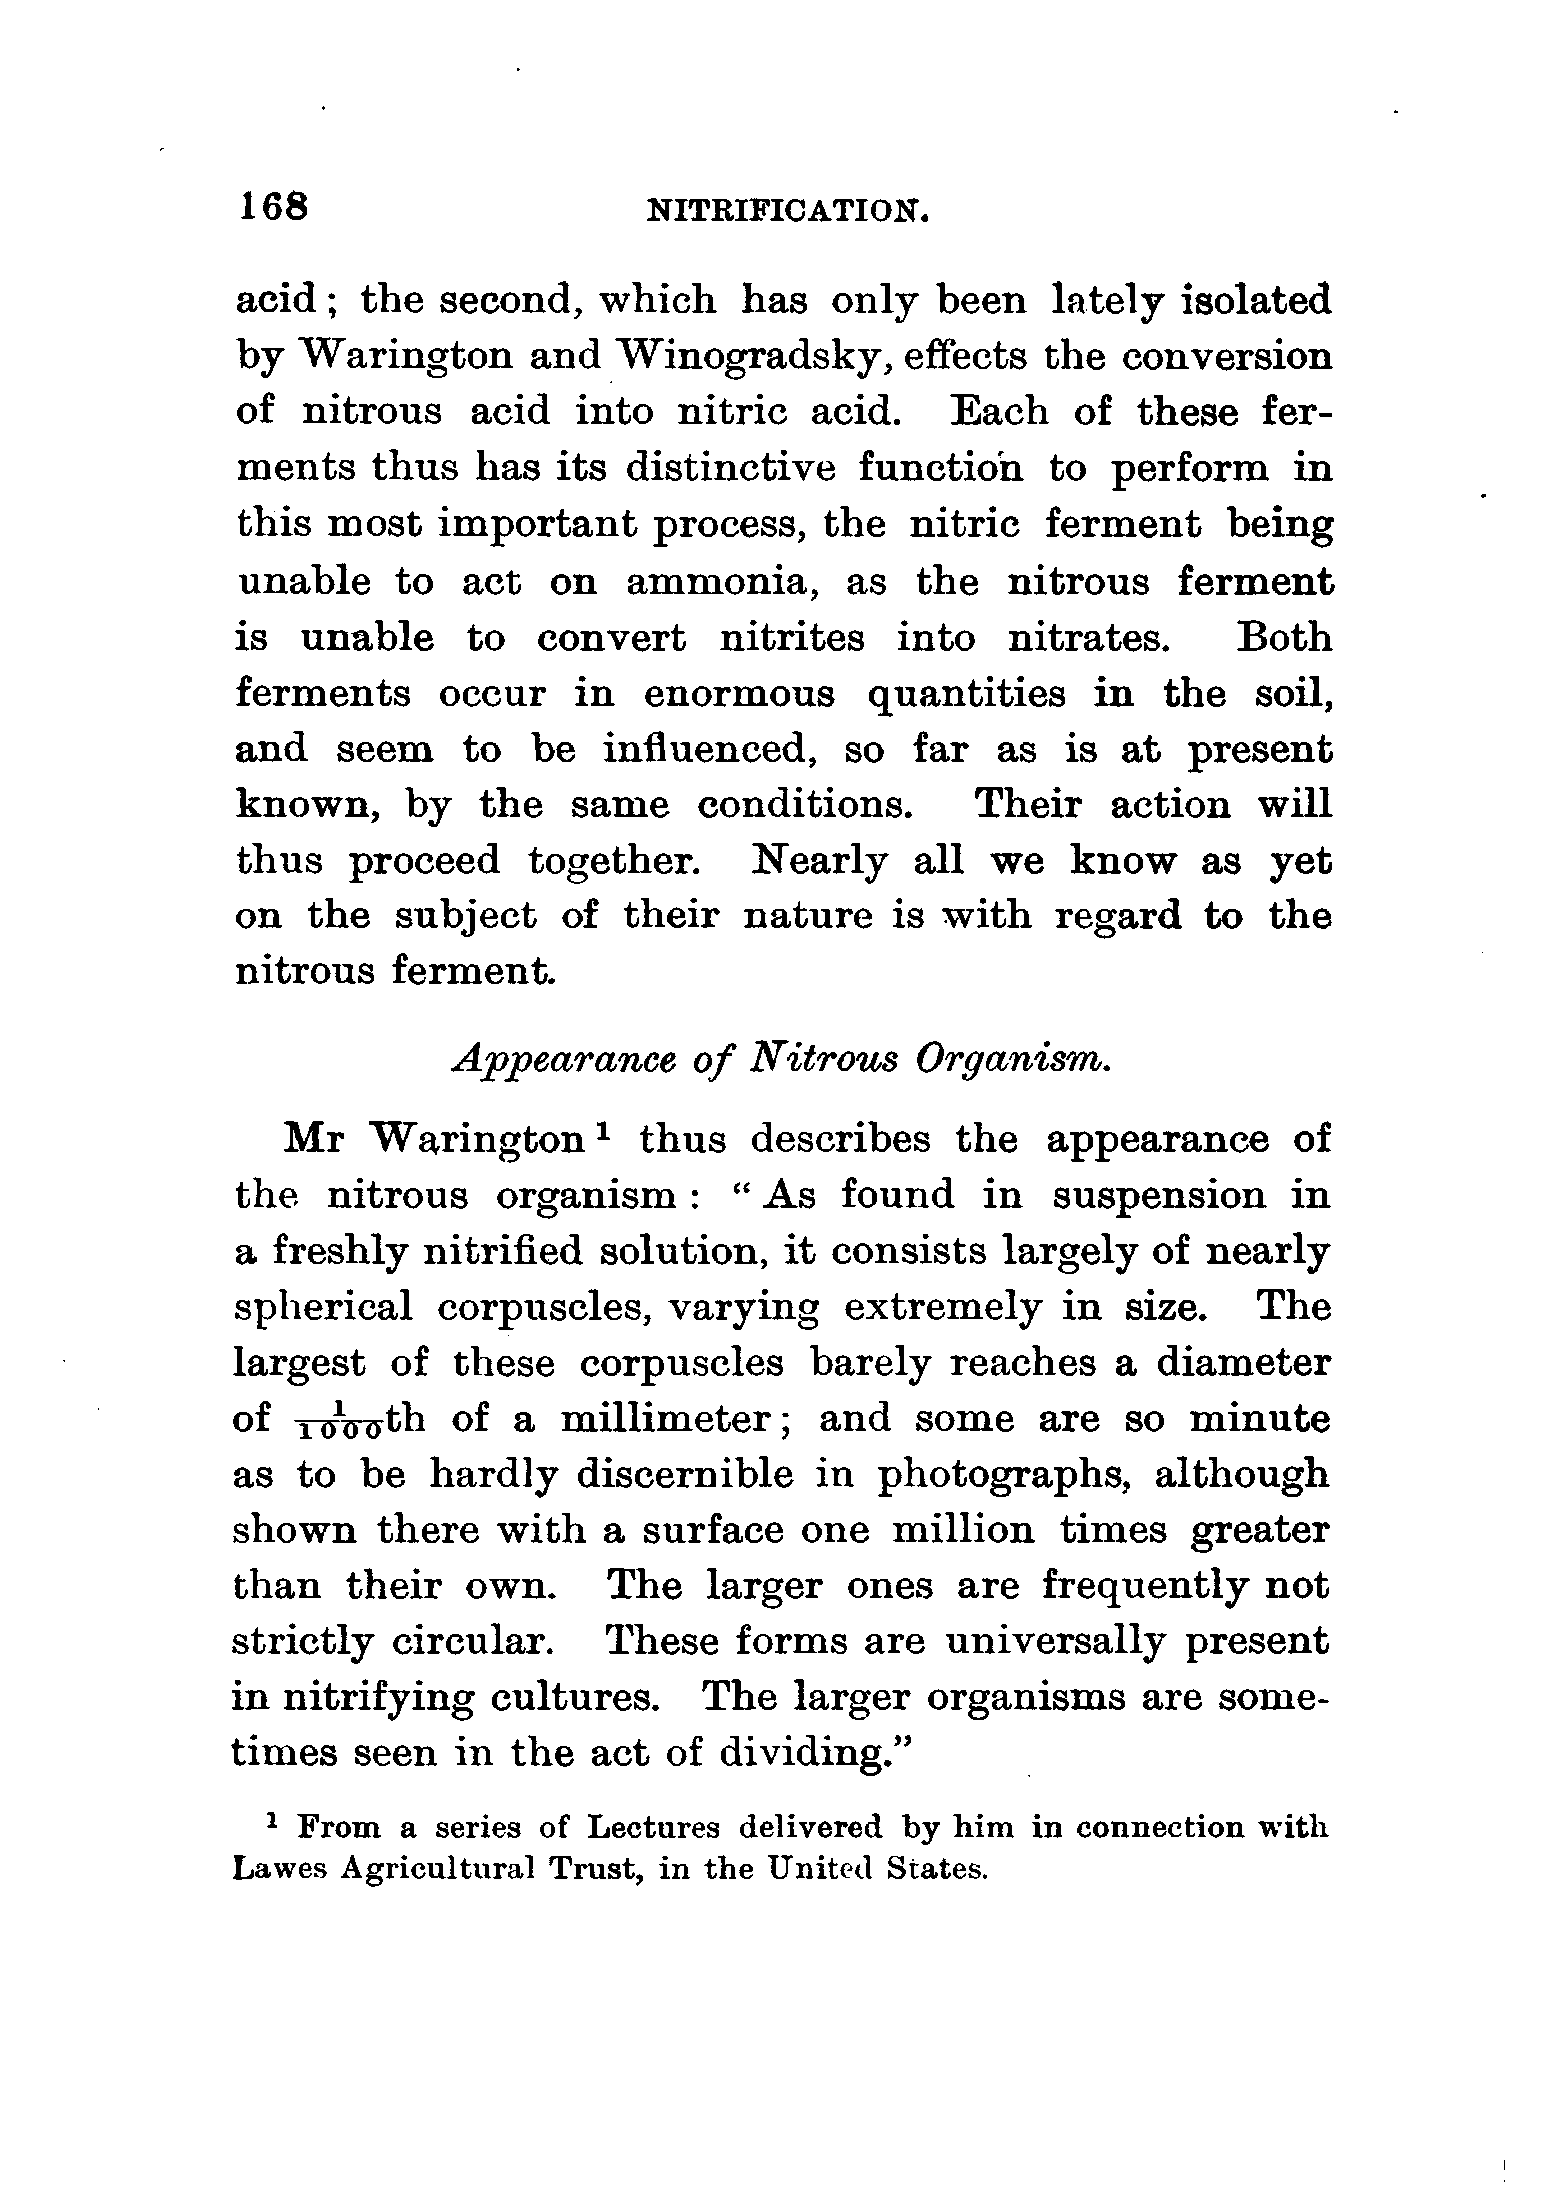 168 NITRIFICATION.
acid; the second, which has only been lately isolated
by Warington and Winogradsky, effects the conversion
of nitrous acid into nitric acid. Each of these fer-
ments thus has its distinctive function to perform in
this most important process, the nitric ferment being
unable to act on ammonia, as the nitrous ferment
is unable to convert nitrites into nitrates. Both
ferments occur in enormous quantities in the soil,
and seem to be influenced, so far as is at present
known, by the same conditions. Their action will
thus proceed together. Nearly all we know as yet
on the subject of their nature is with regard to the
nitrous ferment.
Appearance of Nitrous Organism.
Mr Warington¹ thus describes the appearance of
the nitrous organism: “As found in suspension in
a freshly nitrified solution, it consists largely of nearly
spherical corpuscles, varying extremely in size. The
largest of these corpuscles barely reaches a diameter
of 1/1000th of a millimeter; and some are so minute
as to be hardly discernible in photographs, although
shown there with a surface one million times greater
than their own. The larger ones are frequently not
strictly circular. These forms are universally present
in nitrifying cultures. The larger organisms are some-
times seen in the act of dividing.”
¹ From a series of Lectures delivered by him in connection with
Lawes Agricultural Trust, in the United States.